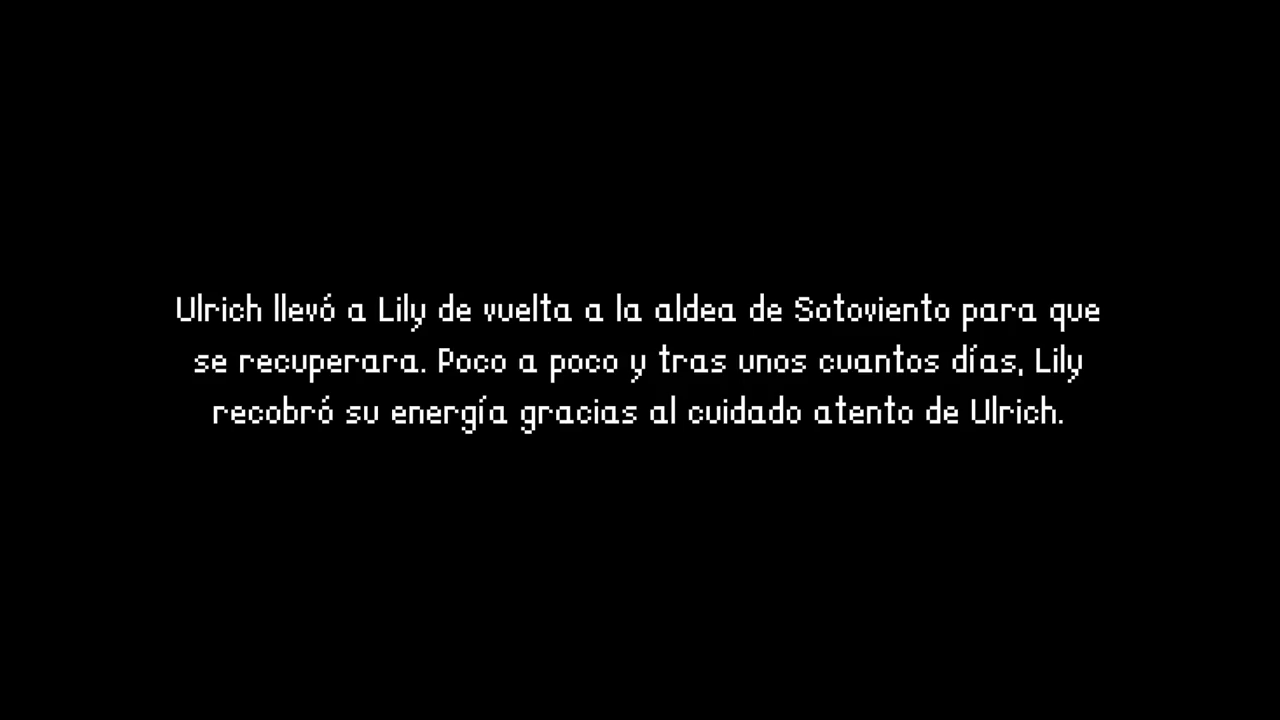 Ulrich llevó a Lily de vuelta a la aldea de Sotoviento para que
se recuperara. Poco a poco y tras unos cuantos días, Lily
recobró su energía gracias al cuidado atento de Ulrich.